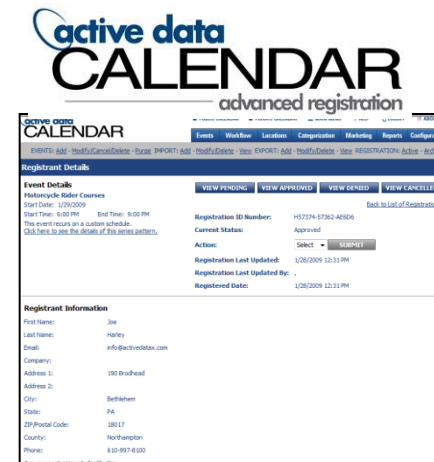 active data
CALENDAR
advanced registration
active data
CALENDAR
Events Workflow Locations Categorization Marketing Reports
EVENTS: Add - Modify/Cancel/Delete - Purge IMPORT: Add - Modify/Delete - View EXPORT: Add - Modify/Delete - View REGISTRATION: Active -
Registrant Details
Event Details
Motorcycle Rider Courses
Start Date: 1/29/2009
Start Time: 6:00 PM End Time: 9:00 PM
This event recurs on a custom schedule.
Click here to see the details of this series pattern.
VIEW PENDING VIEW APPROVED VIEW DENIED VIEW CANCELLED
Back to List of
Registration ID Number: H57374-57362-AE6D6
Current Status: Approved
Action: Select SUBMIT
Registration Last Updated: 1/28/2009 12:31 PM
Registration Last Updated By: ,
Registered Date: 1/28/2009 12:31 PM
Registrant Information
First Name: Joe
Last Name: Harley
Email: info@activedatax.com
Company:
Address 1: 190 Brodhead
Address 2:
City: Bethlehem
State: PA
ZIP/Postal Code: 18017
County: Northampton
Phone: 610-997-8100